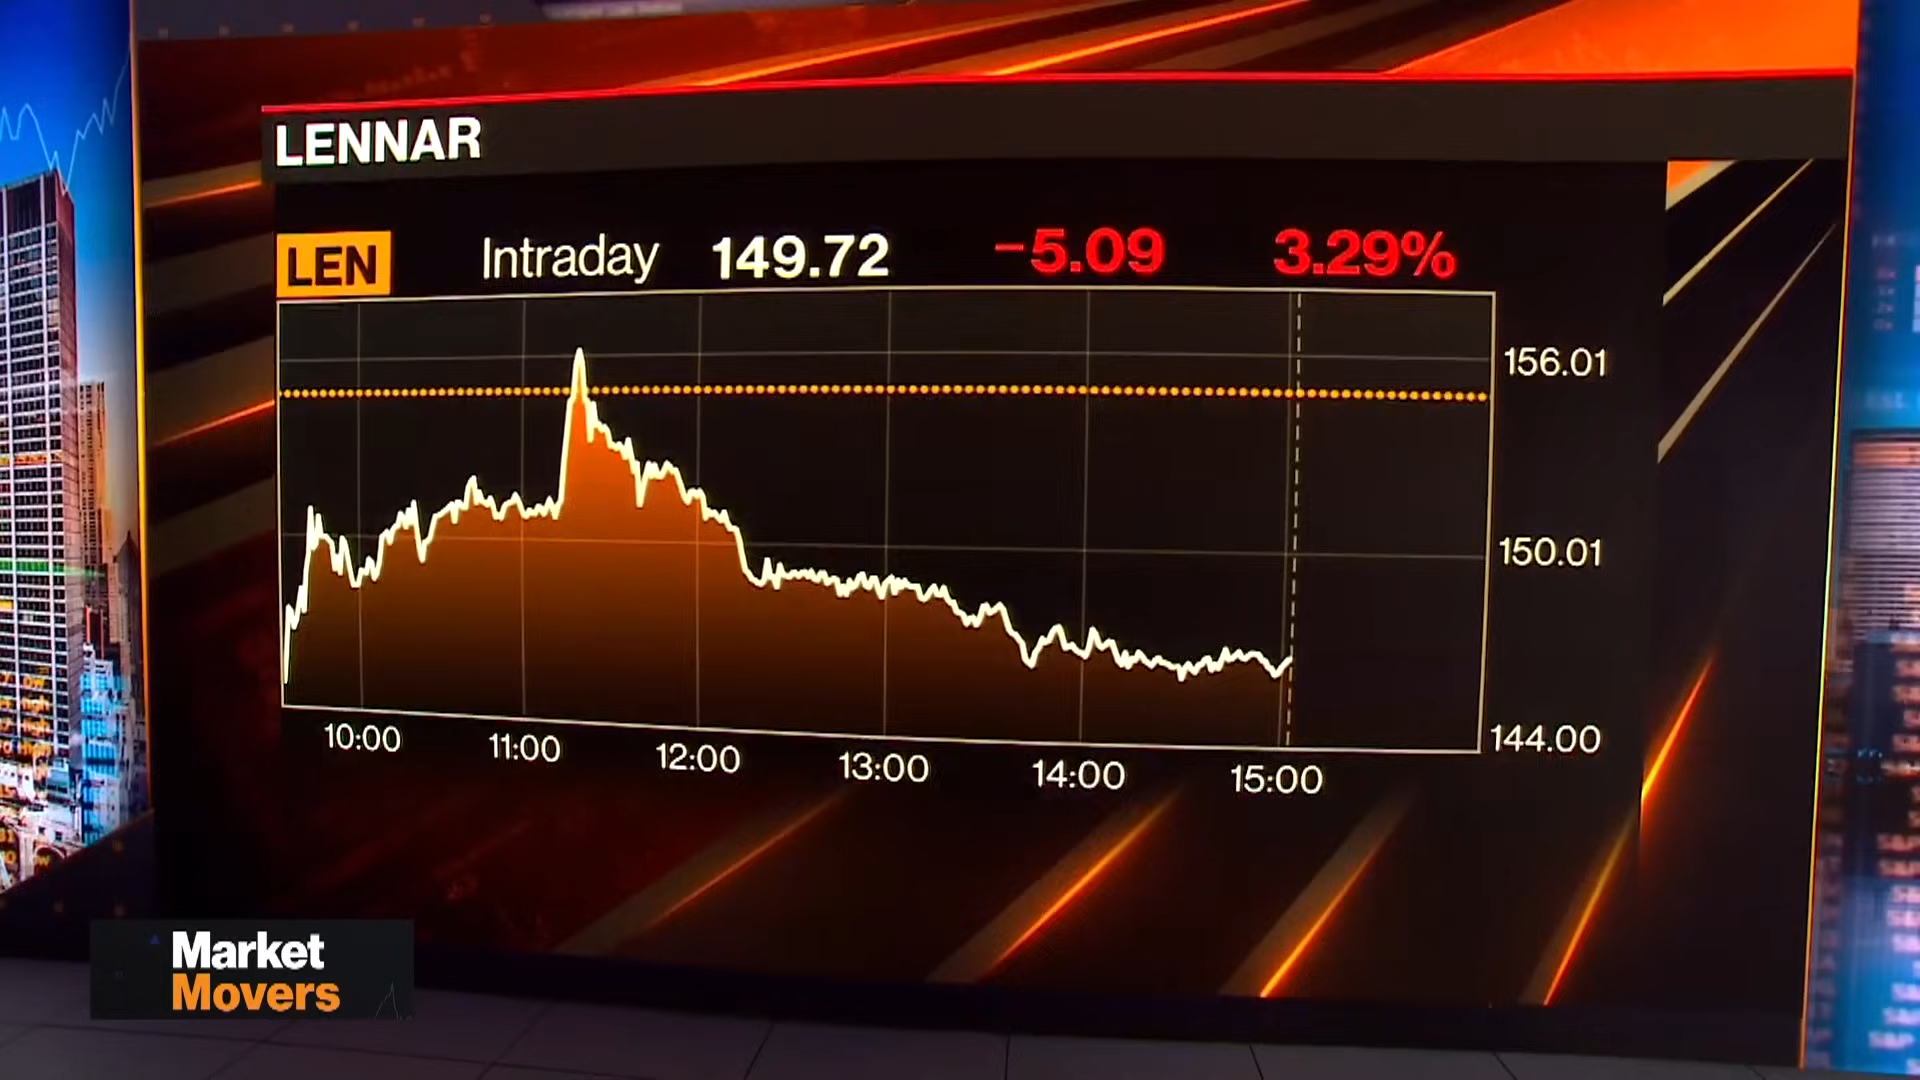 LENNAR
LEN Intraday 149.72 −5.09 3.29%
156.01
150.01
144.00
10:00 11:00 12:00 13:00 14:00 15:00
Market
Movers